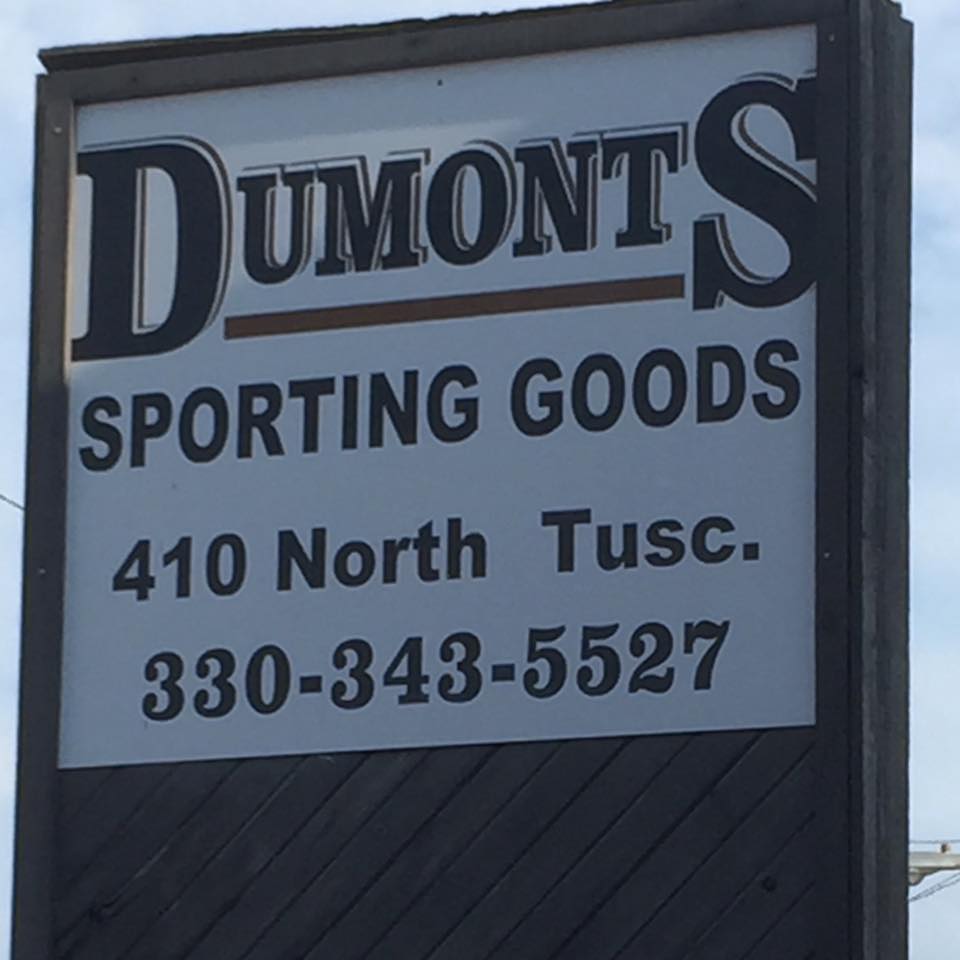 DUMONTS
SPORTING GOODS
410 North Tusc.
330-343-5527